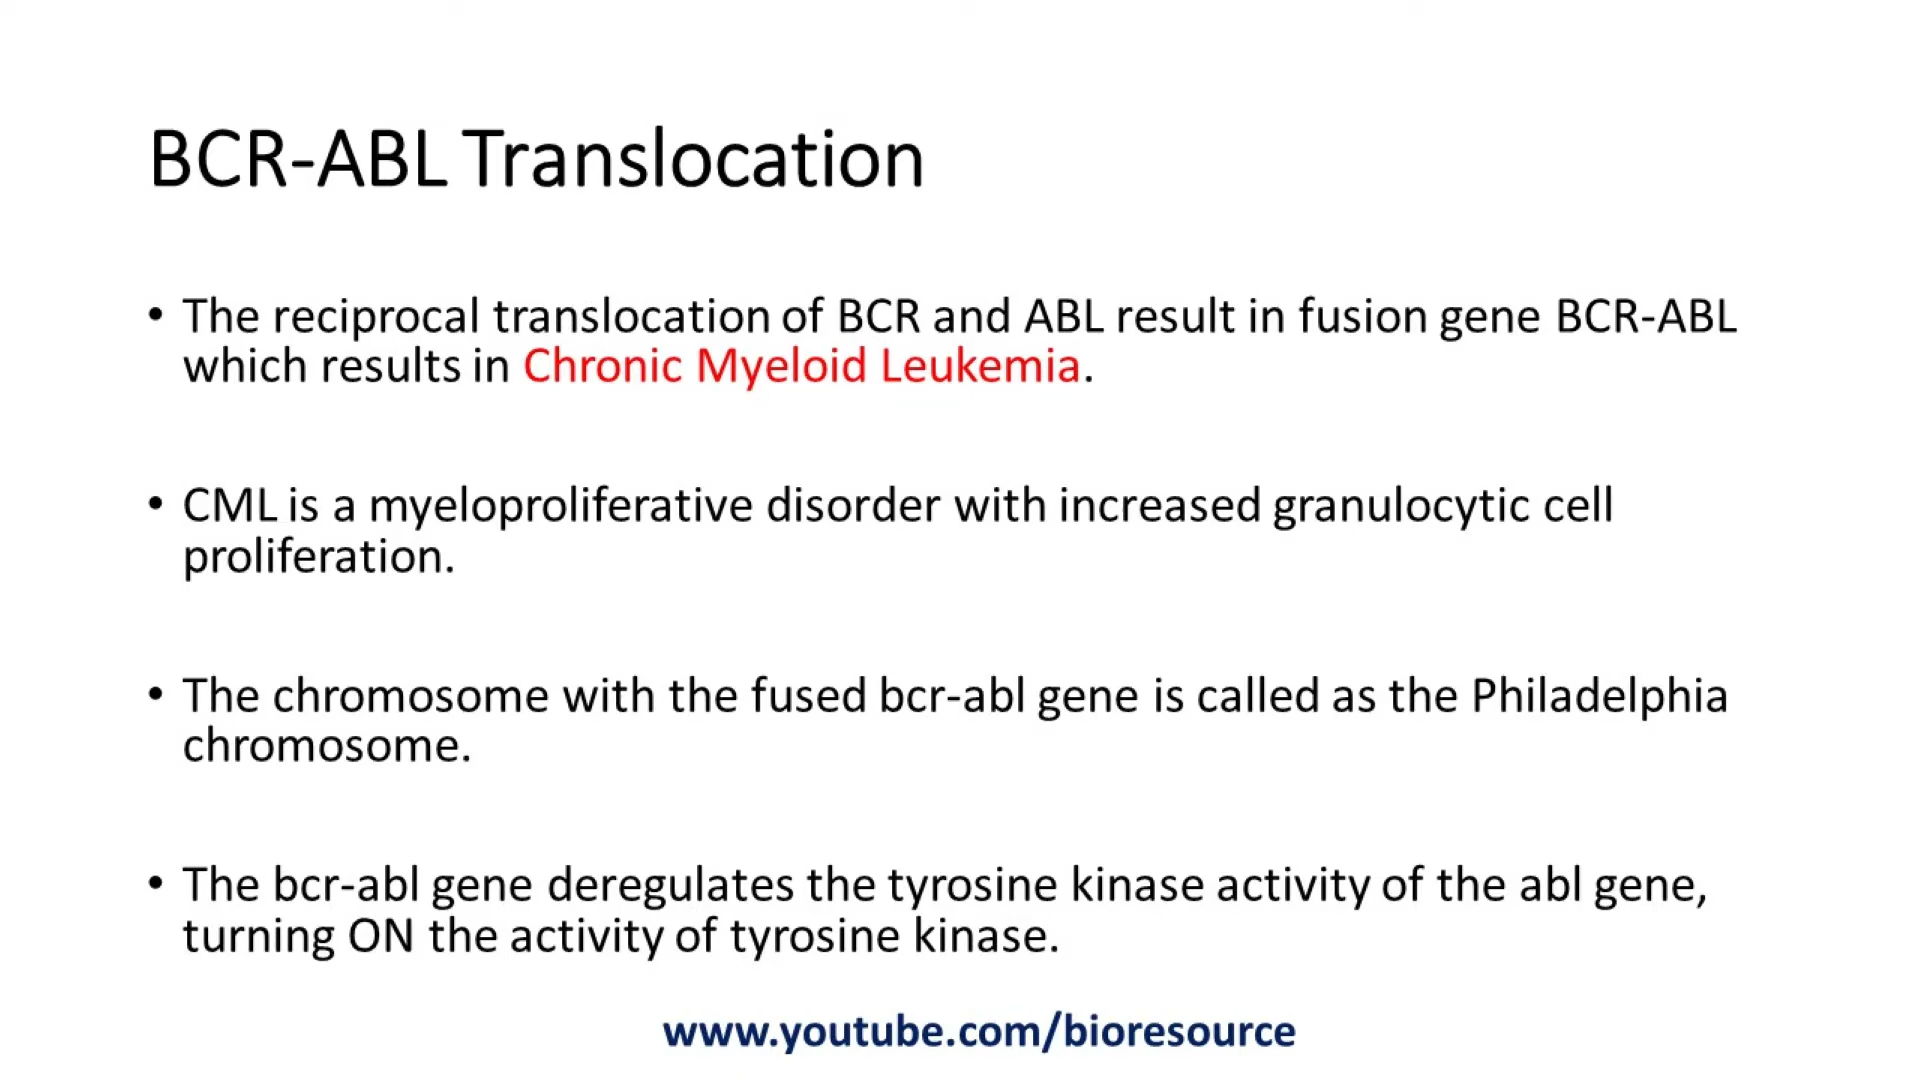 BCR-ABL Translocation
• The reciprocal translocation of BCR and ABL result in fusion gene BCR-ABL
which results in Chronic Myeloid Leukemia.
• CML is a myeloproliferative disorder with increased granulocytic cell
proliferation.
• The chromosome with the fused bcr-abl gene is called as the Philadelphia
chromosome.
• The bcr-abl gene deregulates the tyrosine kinase activity of the abl gene,
turning ON the activity of tyrosine kinase.
www.youtube.com/bioresource